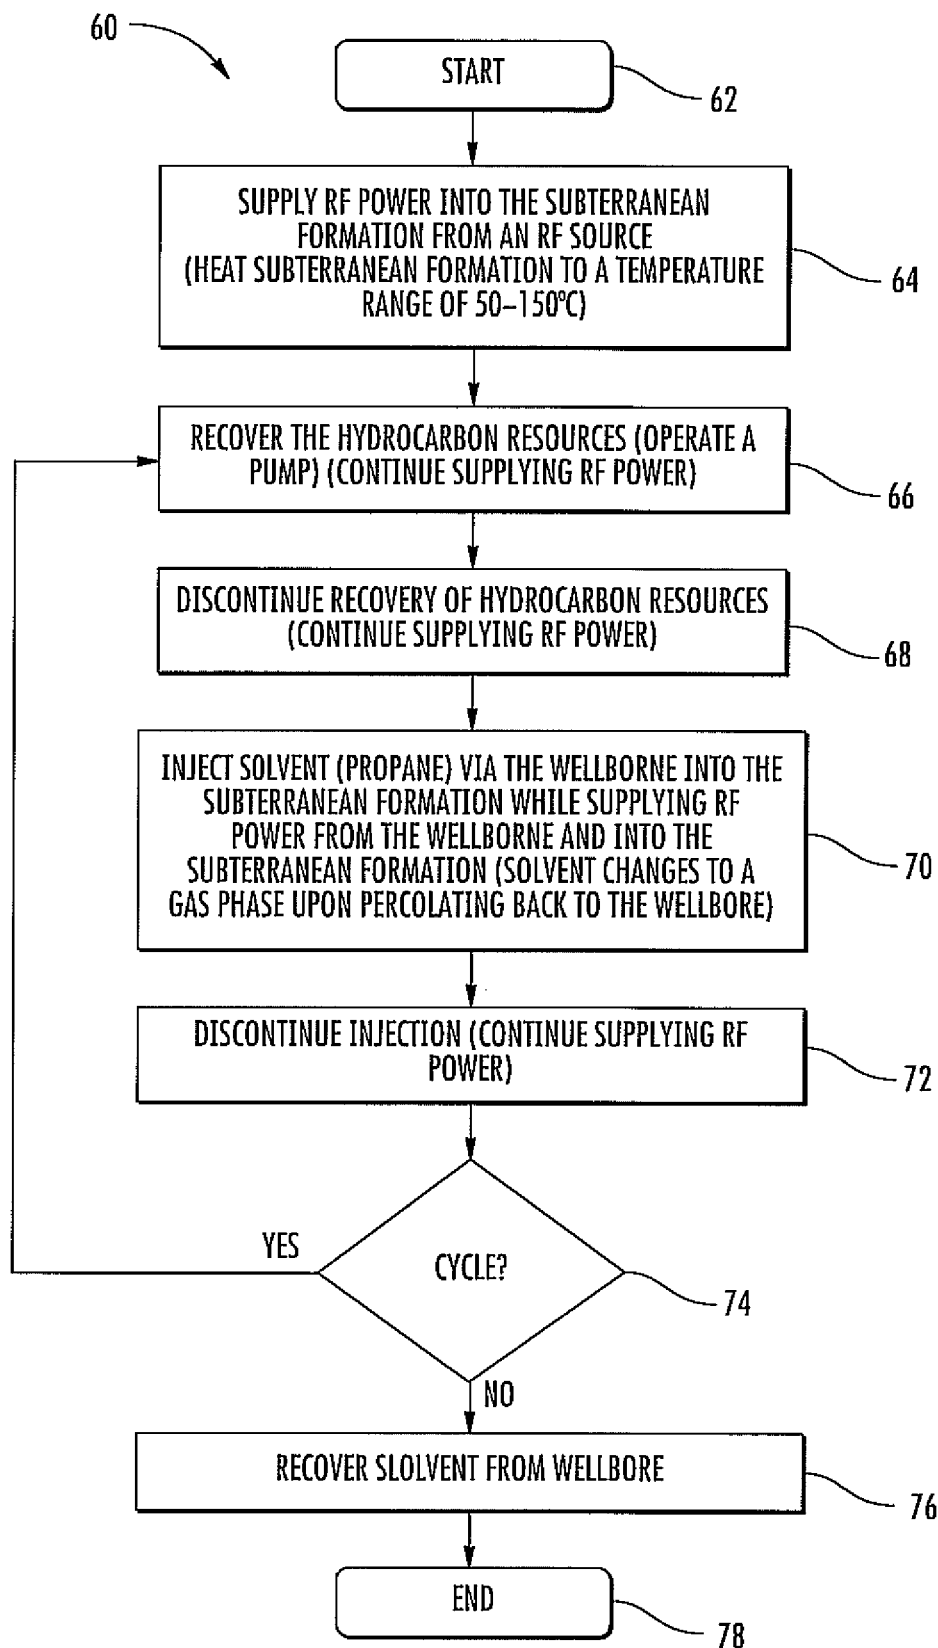 60
START
62
SUPPLY RF POWER INTO THE SUBTERRANEAN
FORMATION FROM AN RF SOURCE
(HEAT SUBTERRANEAN FORMATION TO A TEMPERATURE
RANGE OF 50–150°C)
64
RECOVER THE HYDROCARBON RESOURCES (OPERATE A
PUMP) (CONTINUE SUPPLYING RF POWER)
66
DISCONTINUE RECOVERY OF HYDROCARBON RESOURCES
(CONTINUE SUPPLYING RF POWER)
68
INJECT SOLVENT (PROPANE) VIA THE WELLBORNE INTO THE
SUBTERRANEAN FORMATION WHILE SUPPLYING RF
POWER FROM THE WELLBORNE AND INTO THE
SUBTERRANEAN FORMATION (SOLVENT CHANGES TO A
GAS PHASE UPON PERCOLATING BACK TO THE WELLBORE)
70
DISCONTINUE INJECTION (CONTINUE SUPPLYING RF
POWER)
72
YES
CYCLE?
74
NO
RECOVER SLOLVENT FROM WELLBORE
76
END
78